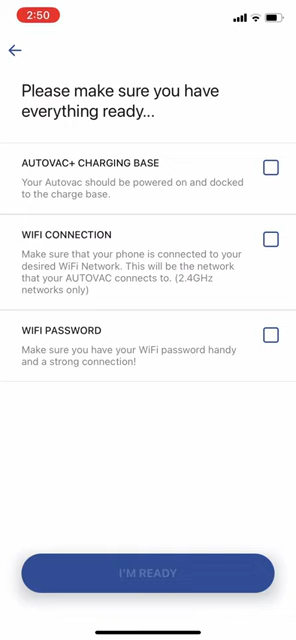 2:50
Please make sure you have
everything ready...
AUTOVAC+ CHARGING BASE
Your Autovac should be powered on and docked
to the charge base.
WIFI CONNECTION
Make sure that your phone is connected to your
desired WiFi Network. This will be the network
that your AUTOVAC connects to. (2.4GHz
networks only)
WIFI PASSWORD
Make sure you have your WiFi password handy
and a strong connection!
I'M READY